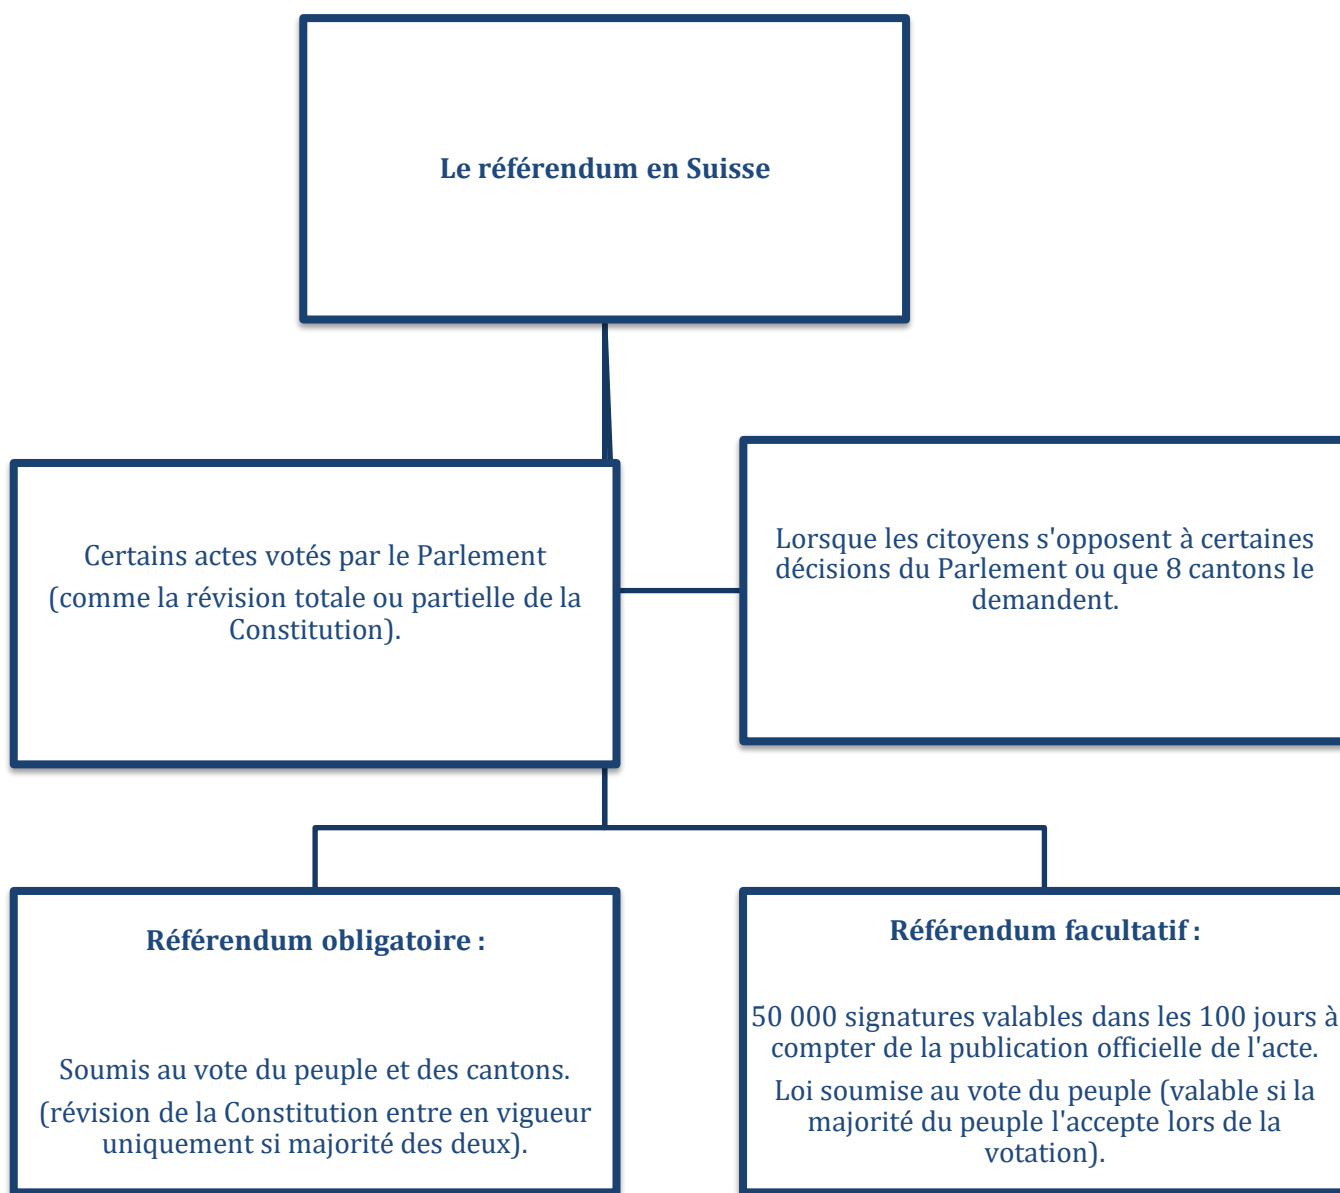 Le référendum en Suisse
Certains actes votés par le Parlement
(comme la révision totale ou partielle de la
Constitution).
Lorsque les citoyens s'opposent à certaines
décisions du Parlement ou que 8 cantons le
demandent.
Référendum obligatoire :
Soumis au vote du peuple et des cantons.
(révision de la Constitution entre en vigueur
uniquement si majorité des deux).
Référendum facultatif :
50 000 signatures valables dans les 100 jours à
compter de la publication officielle de l'acte.
Loi soumise au vote du peuple (valable si la
majorité du peuple l'accepte lors de la
votation).